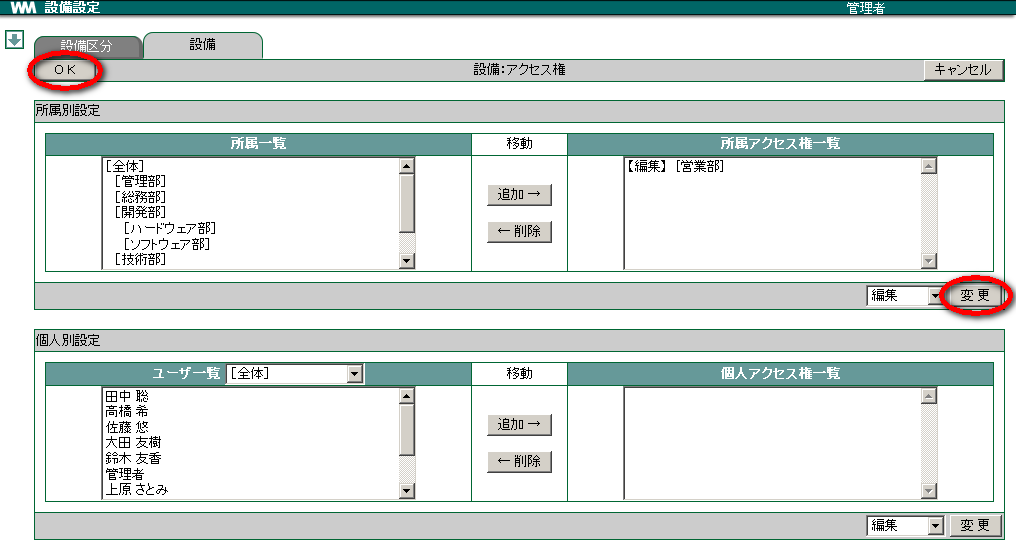 WM 設備設定 管理者
設備区分 設備
OK 設備:アクセス権 キャンセル
所属別設定
所属一覧 移動 所属アクセス権一覧
[全体]
[管理部]
[総務部]
[開発部]
[ハードウェア部]
[ソフトウェア部]
[技術部]
追加→
←削除
【編集】 [営業部]
編集 変更
個人別設定
ユーザ一覧 [全体] 移動 個人アクセス権一覧
田中 聡
高橋 希
佐藤 悠
大田 友樹
鈴木 友香
管理者
上原 さとみ
追加→
←削除
編集 変更